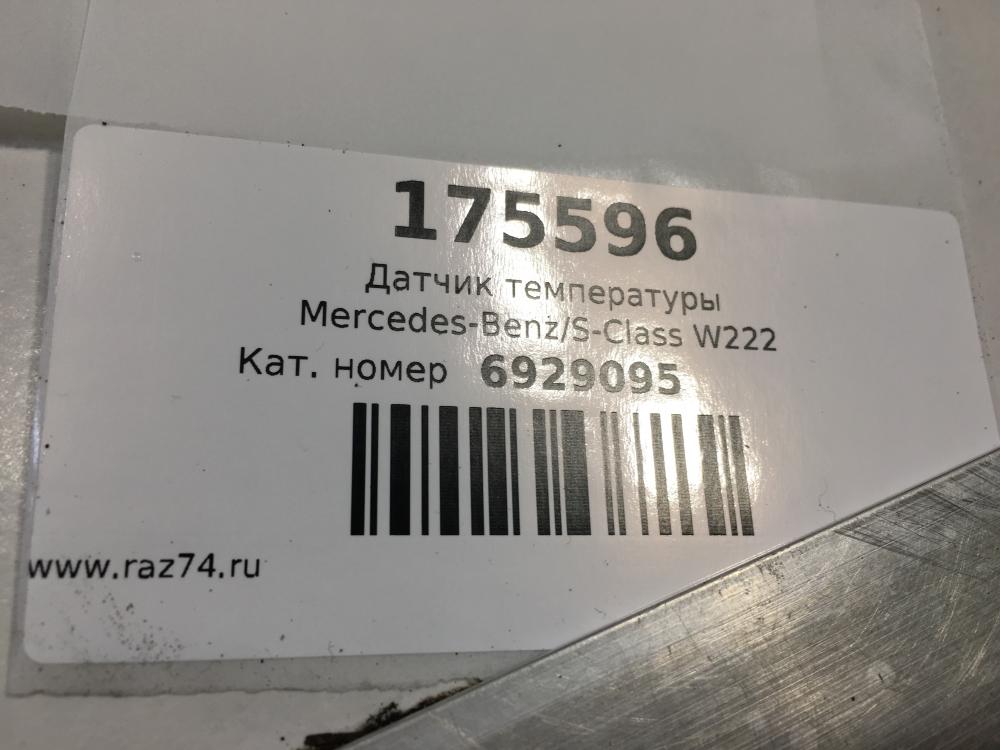 175596
Датчик температуры
Mercedes-Benz/S-Class W222
Кат. номер 6929095
www.raz74.ru